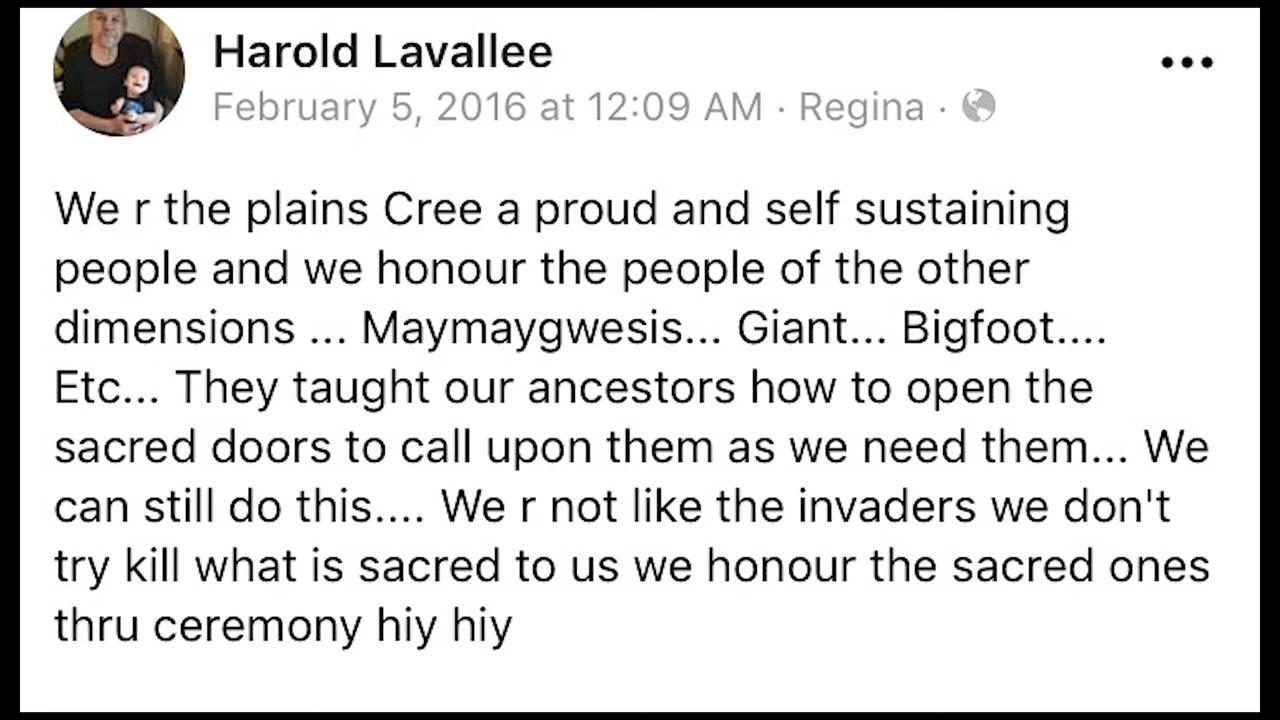 Harold Lavallee
February 5, 2016 at 12:09 AM · Regina ·
We r the plains Cree a proud and self sustaining
people and we honour the people of the other
dimensions ... Maymaygwesis... Giant... Bigfoot....
Etc... They taught our ancestors how to open the
sacred doors to call upon them as we need them... We
can still do this.... We r not like the invaders we don't
try kill what is sacred to us we honour the sacred ones
thru ceremony hiy hiy